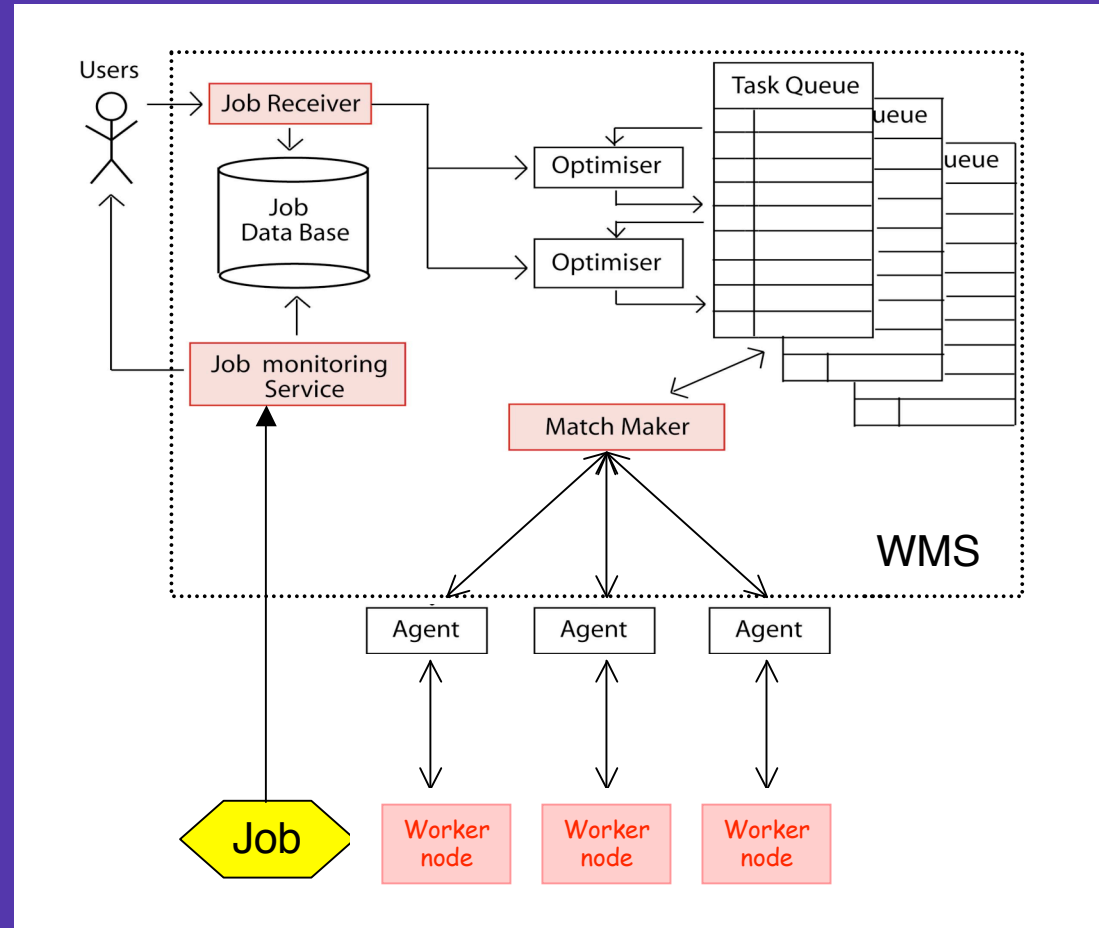 Users
Job Receiver
Task Queue
ueue
ueue
Optimiser
Job
Data Base
Optimiser
Job monitoring
Service
Match Maker
WMS
Agent
Agent
Agent
Job
Worker
node
Worker
node
Worker
node